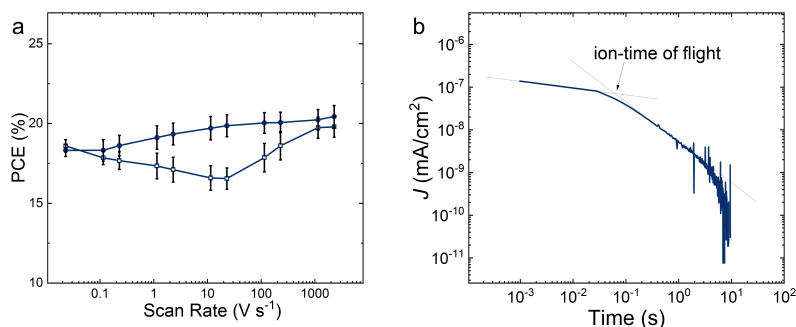 a
25
20
15
10
PCE (%)
0.1 1 10 100 1000
Scan Rate (V s⁻¹)
b
ion-time of flight
10⁻⁶
10⁻⁷
10⁻⁸
10⁻⁹
10⁻¹⁰
10⁻¹¹
J (mA/cm²)
10⁻³ 10⁻² 10⁻¹ 10⁰ 10¹ 10²
Time (s)